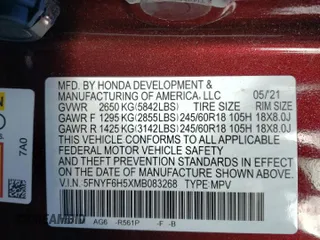 MFD. BY HONDA DEVELOPMENT &
MANUFACTURING OF AMERICA, LLC 05/21
GVWR 2650 KG(5842LBS) TIRE SIZE RIM SIZE
GAWR F 1295 KG(2855LBS) 245/60R18 105H 18X8.0J
GAWR R 1425 KG(3142LBS) 245/60R18 105H 18X8.0J
THIS VEHICLE CONFORMS TO ALL APPLICABLE
FEDERAL MOTOR VEHICLE SAFETY AND THEFT
PREVENTION STANDARDS IN EFFECT ON THE DATE
OF MANUFACTURE SHOWN ABOVE.
V.I.N. 5FNYF6H5XMB083268 TYPE MPV
AG6 -R561P -F -B
7A0